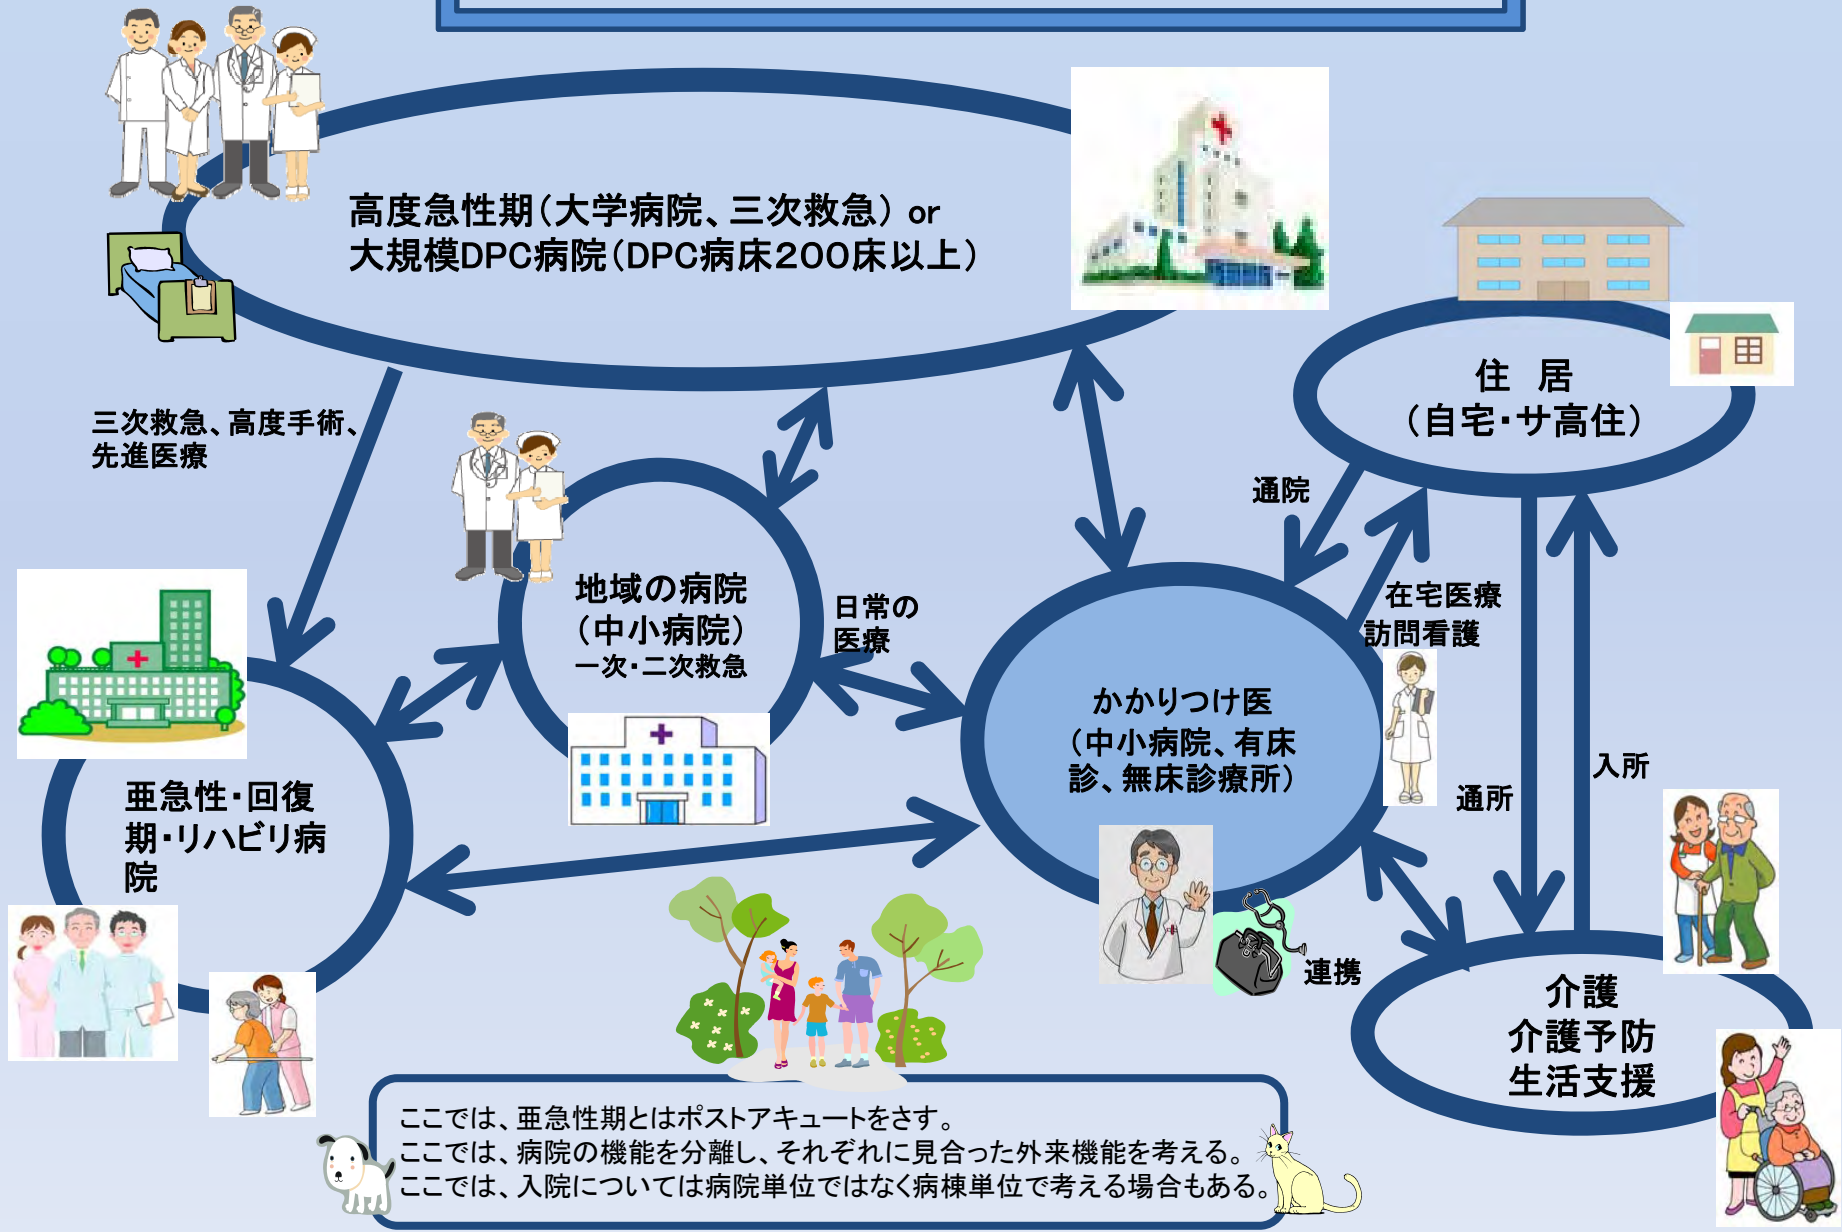 高度急性期（大学病院、三次救急） or
大規模DPC病院（DPC病床200床以上）
三次救急、高度手術、
先進医療
住　居
（自宅・サ高住）
通院
地域の病院
（中小病院）
一次・二次救急
日常の
医療
在宅医療
訪問看護
かかりつけ医
（中小病院、有床
診、無床診療所）
入所
通所
亜急性・回復
期・リハビリ病
院
連携
介護
介護予防
生活支援
ここでは、亜急性期とはポストアキュートをさす。
ここでは、病院の機能を分離し、それぞれに見合った外来機能を考える。
ここでは、入院については病院単位ではなく病棟単位で考える場合もある。